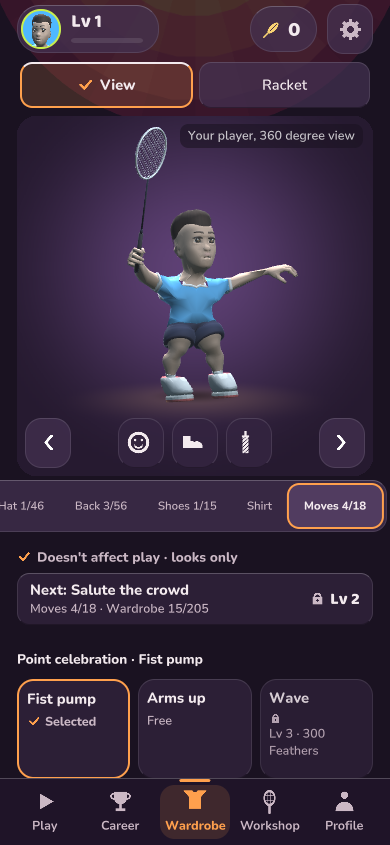 Lv 1
0
View
Racket
Your player, 360 degree view
Hat 1/46
Back 3/56
Shoes 1/15
Shirt
Moves 4/18
Doesn't affect play · looks only
Next: Salute the crowd
Moves 4/18 · Wardrobe 15/205
Lv 2
Point celebration · Fist pump
Fist pump
Selected
Arms up
Free
Wave
Lv 3 · 300
Feathers
Play
Career
Wardrobe
Workshop
Profile